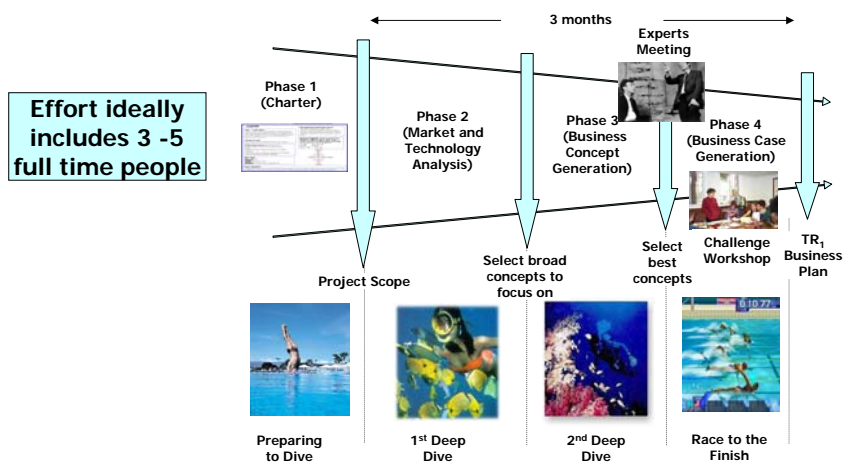 3 months
Experts
Meeting
Effort ideally
includes 3 -5
full time people
Phase 1
(Charter)
Phase 2
(Market and
Technology
Analysis)
Phase 3
(Business
Concept
Generation)
Phase 4
(Business Case
Generation)
Project Scope
Select broad
concepts to
focus on
Select
best
concepts
Challenge
Workshop
TR1
Business
Plan
0:10.77
Preparing
to Dive
1st Deep
Dive
2nd Deep
Dive
Race to the
Finish